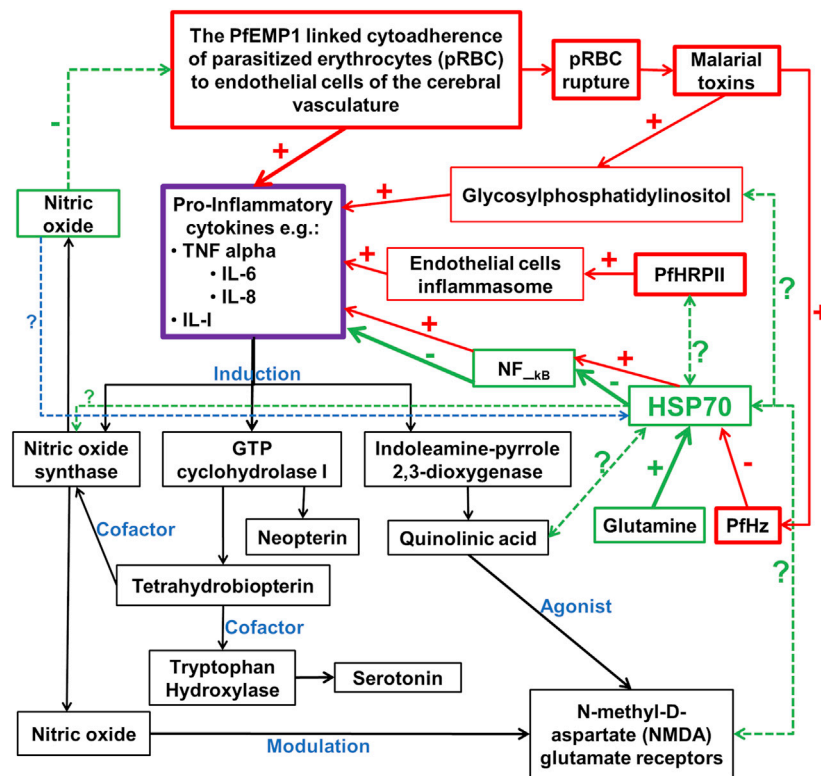 The PfEMP1 linked cytoadherence
of parasitized erythrocytes (pRBC)
to endothelial cells of the cerebral
vasculature
pRBC
rupture
Malarial
toxins
-
+
+
Nitric
oxide
Pro-Inflammatory
cytokines e.g.:
• TNF alpha
• IL-6
• IL-8
• IL-I
+
Glycosylphosphatidylinositol
+
Endothelial cells
inflammasome
+
PfHRPII
+
?
?
?
+
-
NF_kB
+
-
HSP70
Induction
?
Nitric oxide
synthase
GTP
cyclohydrolase I
Indoleamine-pyrrole
2,3-dioxygenase
?
+
-
Cofactor
Neopterin
Quinolinic acid
Glutamine
PfHz
?
Tetrahydrobiopterin
Cofactor
Agonist
Tryptophan
Hydroxylase
Serotonin
Nitric oxide
Modulation
N-methyl-D-
aspartate (NMDA)
glutamate receptors